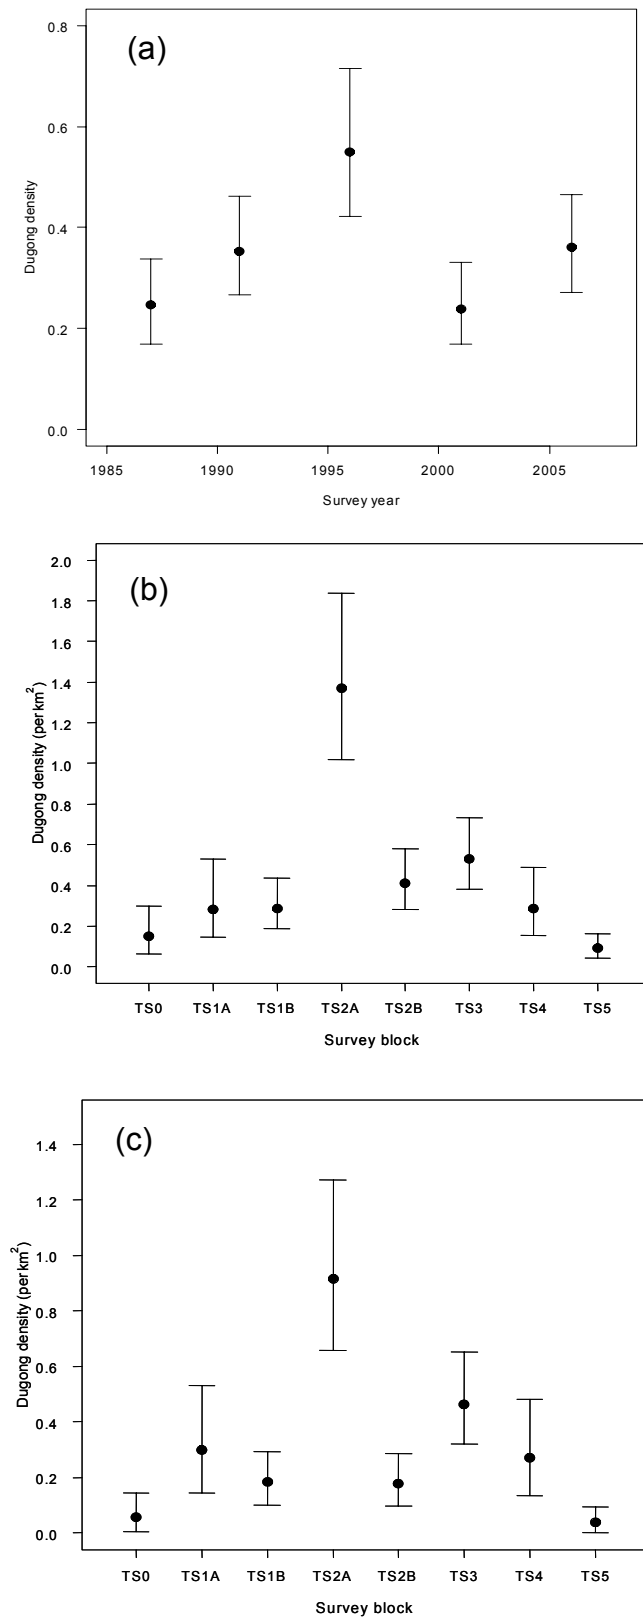 (a)
0.8
0.6
0.4
0.2
0.0
Dugong density
1985 1990 1995 2000 2005
Survey year
(b)
2.0
1.8
1.6
1.4
1.2
1.0
0.8
0.6
0.4
0.2
0.0
Dugong density (per km²)
TS0 TS1A TS1B TS2A TS2B TS3 TS4 TS5
Survey block
(c)
1.4
1.2
1.0
0.8
0.6
0.4
0.2
0.0
Dugong density (per km²)
TS0 TS1A TS1B TS2A TS2B TS3 TS4 TS5
Survey block